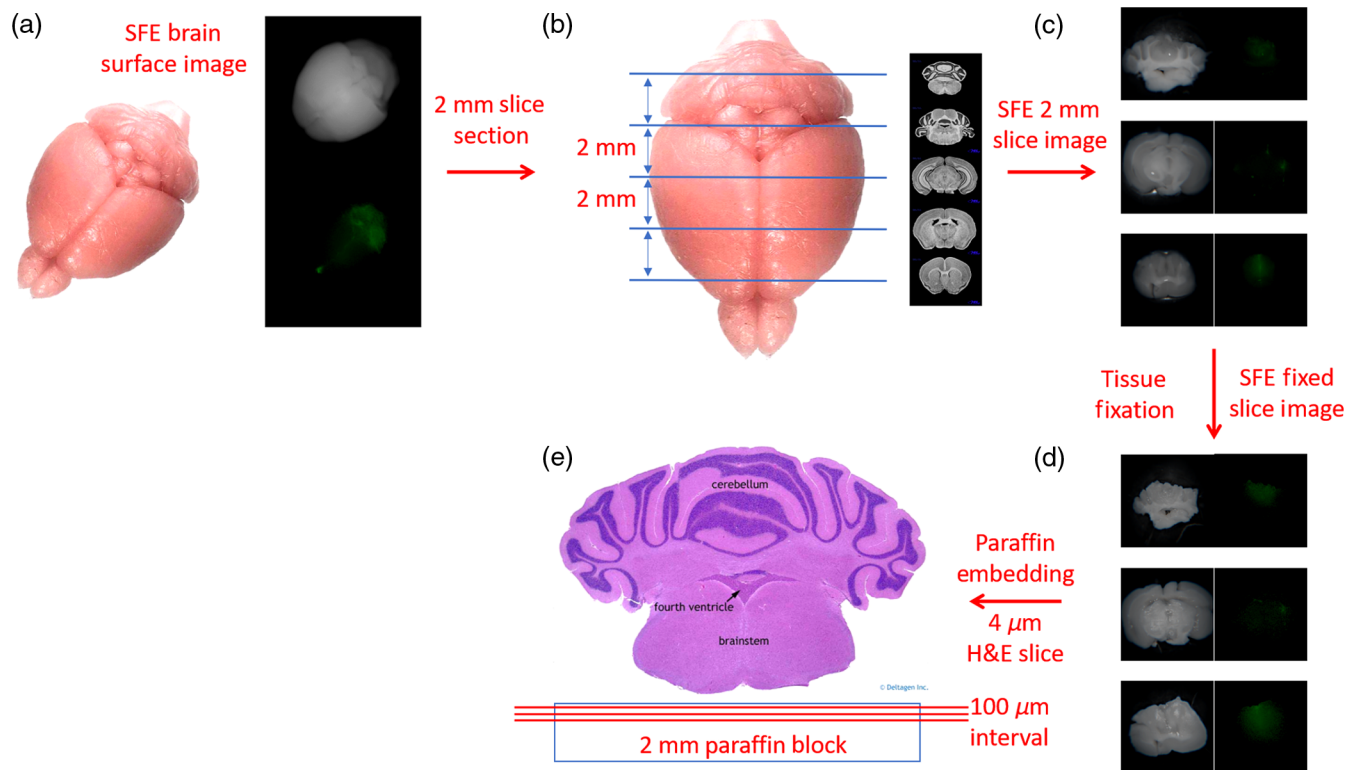 (a)
SFE brain
surface image
2 mm slice
section
(b)
2 mm
2 mm
SFE 2 mm
slice image
(c)
Tissue
fixation
SFE fixed
slice image
(d)
Paraffin
embedding
4 µm
H&E slice
100 µm
interval
(e)
cerebellum
fourth ventricle
brainstem
© Deltagen Inc.
2 mm paraffin block